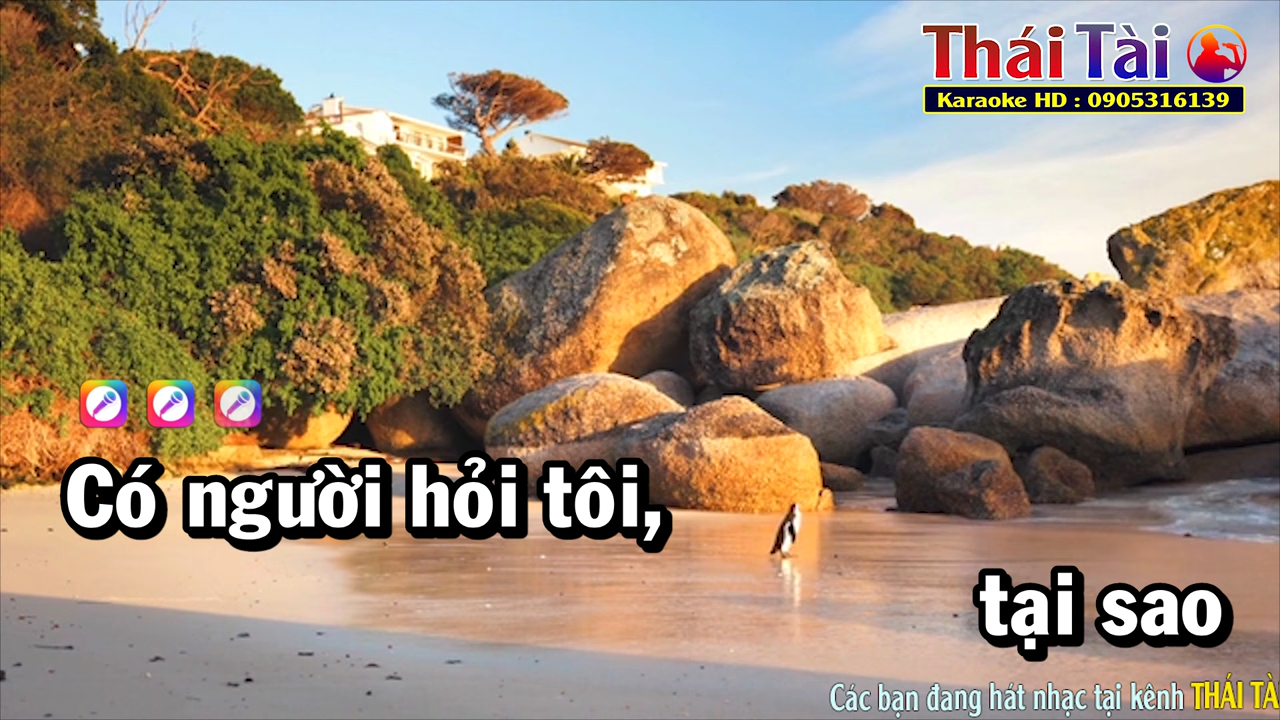 Thái Tài
Karaoke HD : 0905316139
Có người hỏi tôi,
tại sao
Các bạn đang hát nhạc tại kênh THÁI TÀ